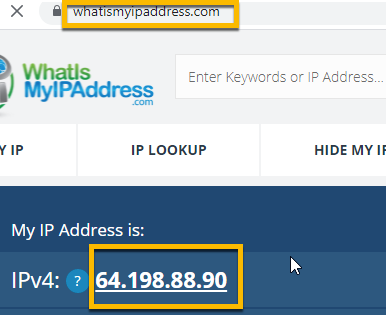 whatismyipaddress.com
WhatIs
MyIPAddress
.com
Enter Keywords or IP Address...
Y IP
IP LOOKUP
HIDE MY IP
My IP Address is:
IPv4: ? 64.198.88.90